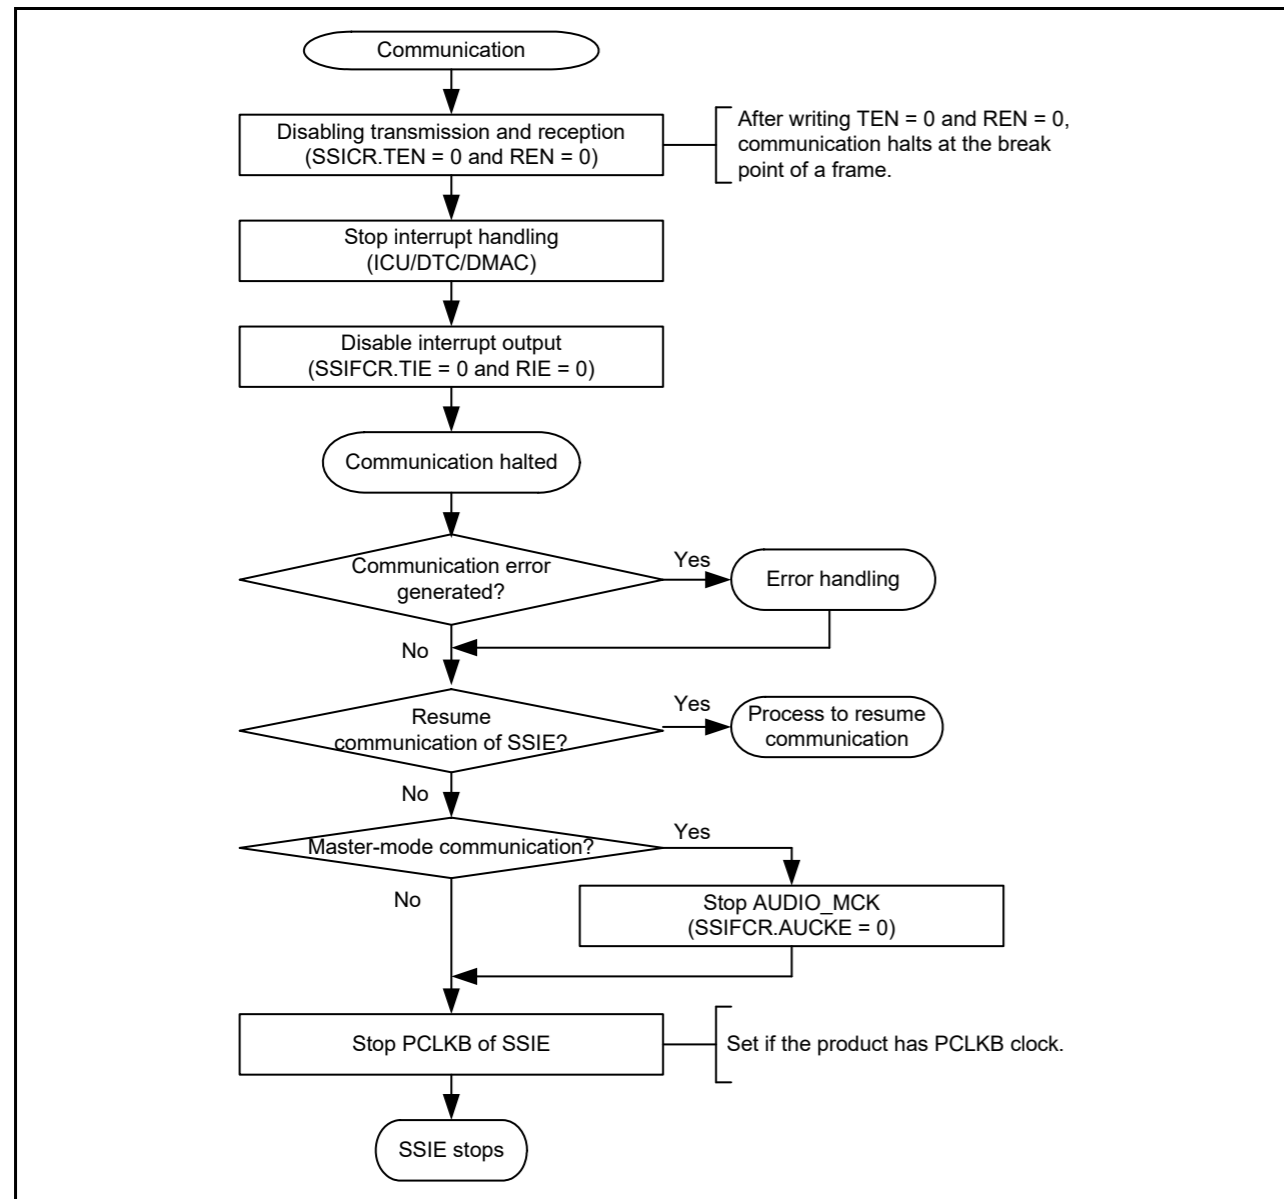 Communication
Disabling transmission and reception
(SSICR.TEN = 0 and REN = 0)
After writing TEN = 0 and REN = 0,
communication halts at the break
point of a frame.
Stop interrupt handling
(ICU/DTC/DMAC)
Disable interrupt output
(SSIFCR.TIE = 0 and RIE = 0)
Communication halted
Communication error
generated?
Yes
Error handling
No
Resume
communication of SSIE?
Yes
Process to resume
communication
No
Master-mode communication?
Yes
No
Stop AUDIO_MCK
(SSIFCR.AUCKE = 0)
Stop PCLKB of SSIE
Set if the product has PCLKB clock.
SSIE stops